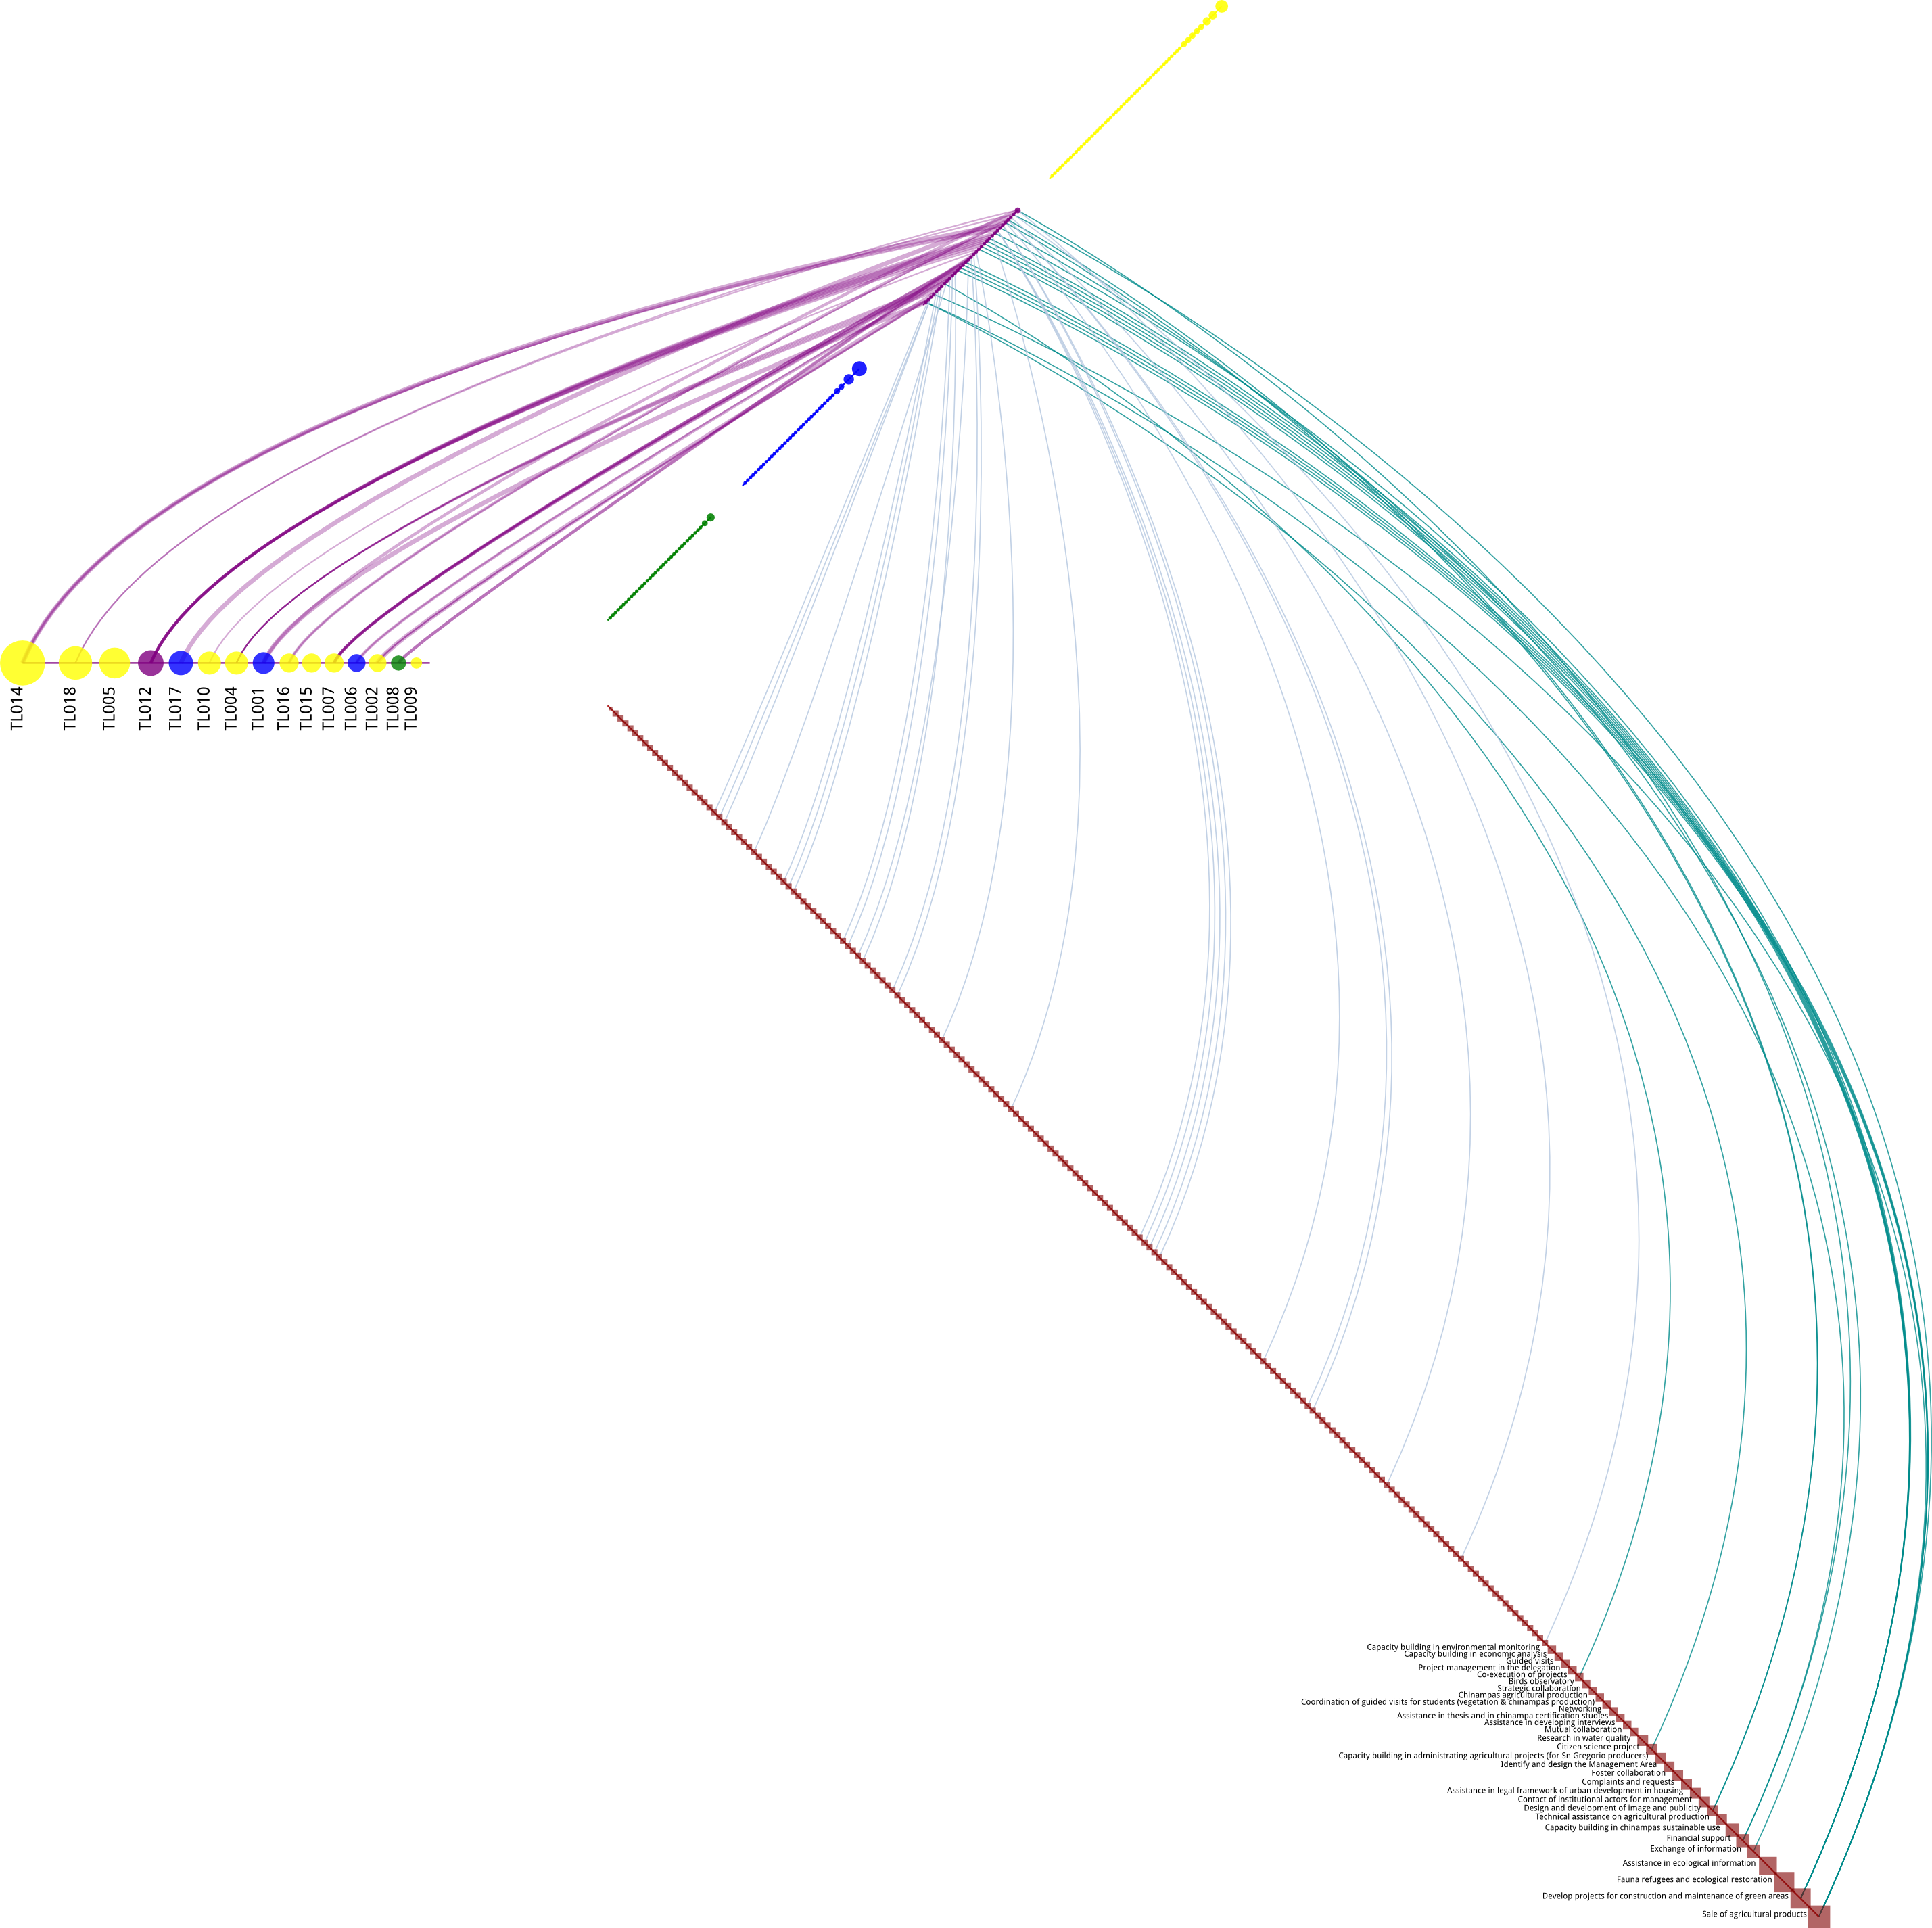 TL014
TL018
TL005
TL012
TL017
TL010
TL004
TL001
TL016
TL015
TL007
TL006
TL002
TL008
TL009
Capacity building in environmental monitoring
Capacity building in economic analysis
Guided visits
Project management in the delegation
Co-execution of projects
Birds observatory
Strategic collaboration
Chinampas agricultural production
Coordination of guided visits for students (vegetation & chinampas production)
Networking
Assistance in thesis and in chinampa certification studies
Assistance in developing interviews
Mutual collaboration
Research in water quality
Citizen science project
Capacity building in administrating agricultural projects (for Sn Gregorio producers)
Identify and design the Management Area
Foster collaboration
Complaints and requests
Assistance in legal framework of urban development in housing
Contact of institutional actors for management
Design and development of image and publicity
Technical assistance on agricultural production
Capacity building in chinampas sustainable use
Financial support
Exchange of information
Assistance in ecological information
Fauna refugees and ecological restoration
Develop projects for construction and maintenance of green areas
Sale of agricultural products